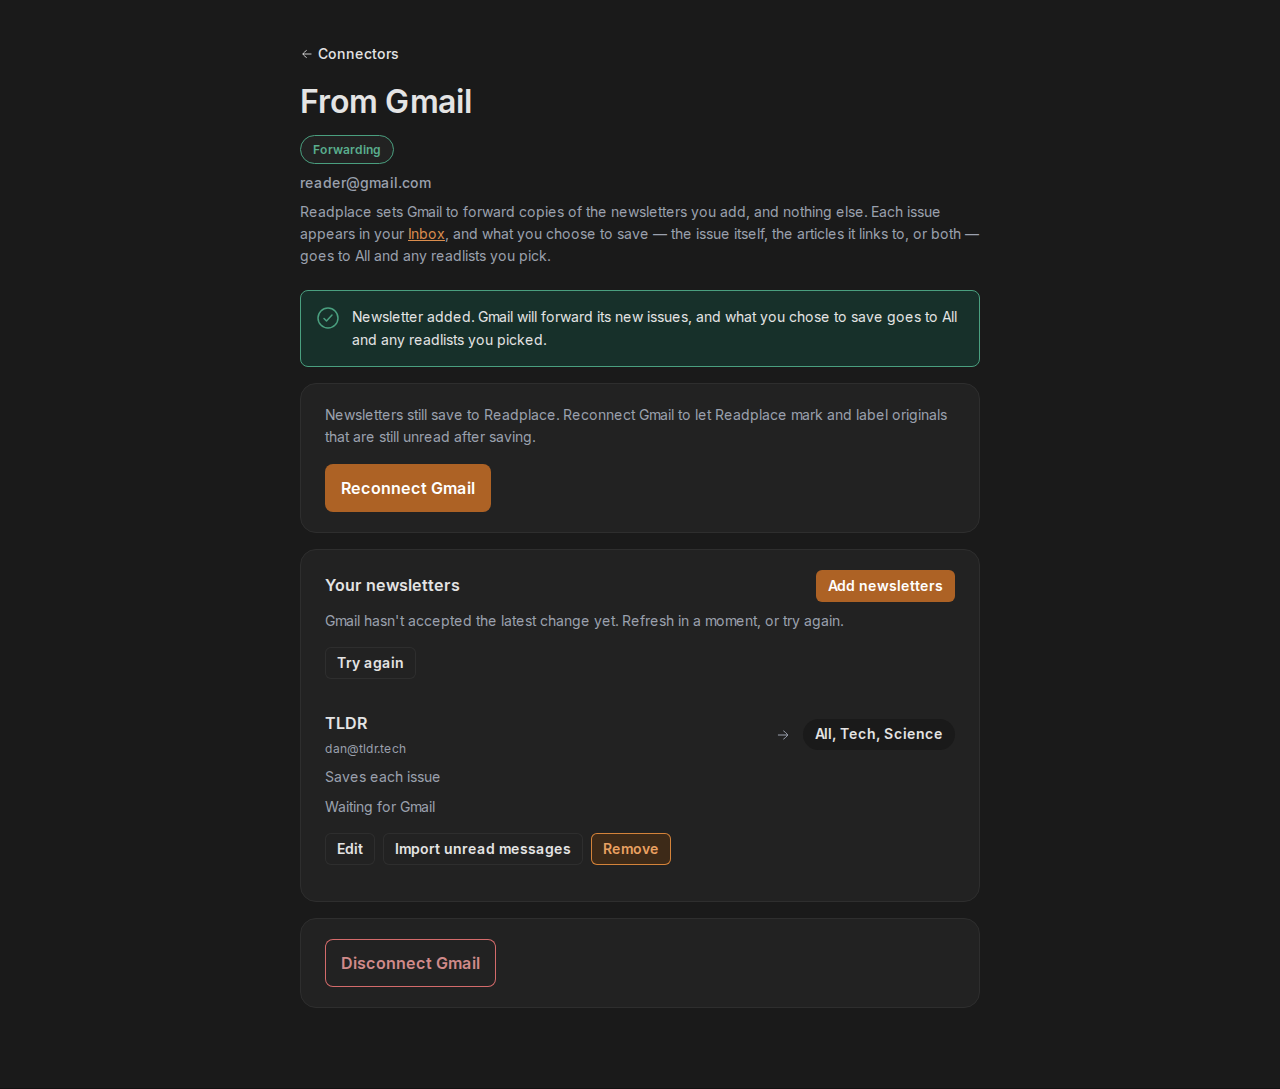 ← Connectors
From Gmail
Forwarding
reader@gmail.com
Readplace sets Gmail to forward copies of the newsletters you add, and nothing else. Each issue
appears in your Inbox, and what you choose to save — the issue itself, the articles it links to, or both —
goes to All and any readlists you pick.
Newsletter added. Gmail will forward its new issues, and what you chose to save goes to All
and any readlists you picked.
Newsletters still save to Readplace. Reconnect Gmail to let Readplace mark and label originals
that are still unread after saving.
Reconnect Gmail
Your newsletters
Add newsletters
Gmail hasn't accepted the latest change yet. Refresh in a moment, or try again.
Try again
TLDR
→ All, Tech, Science
dan@tldr.tech
Saves each issue
Waiting for Gmail
Edit Import unread messages Remove
Disconnect Gmail